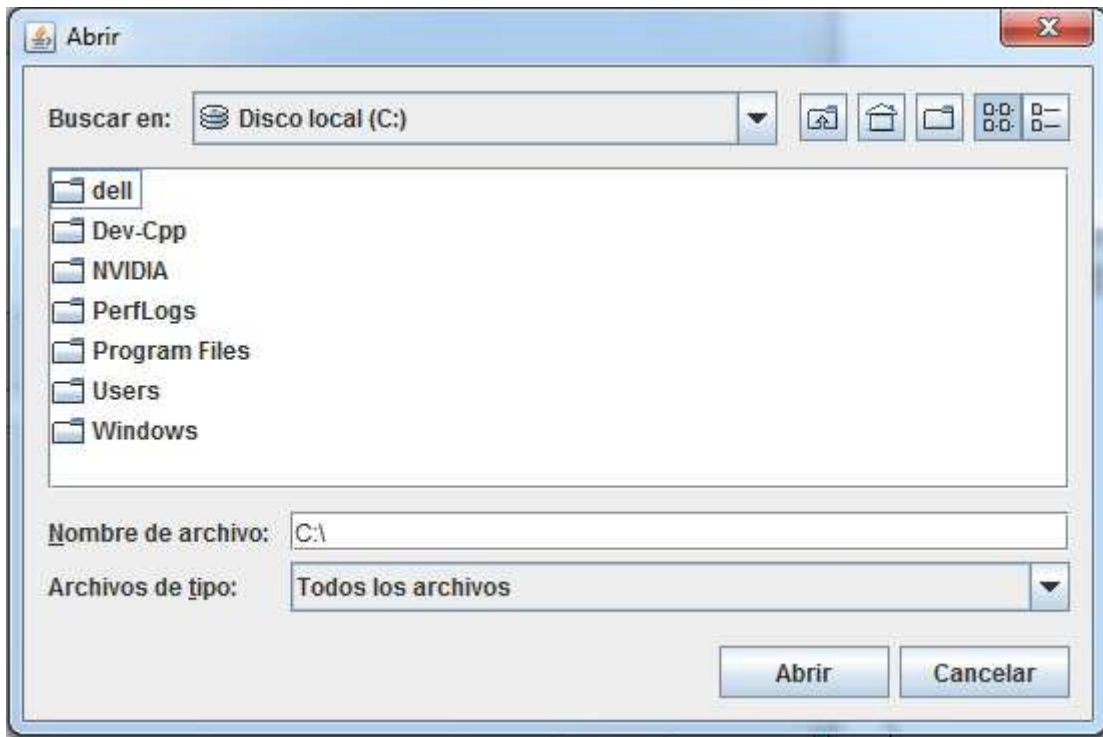 Abrir
Buscar en: Disco local (C:)
dell
Dev-Cpp
NVIDIA
PerfLogs
Program Files
Users
Windows
Nombre de archivo: C:\
Archivos de tipo: Todos los archivos
Abrir Cancelar